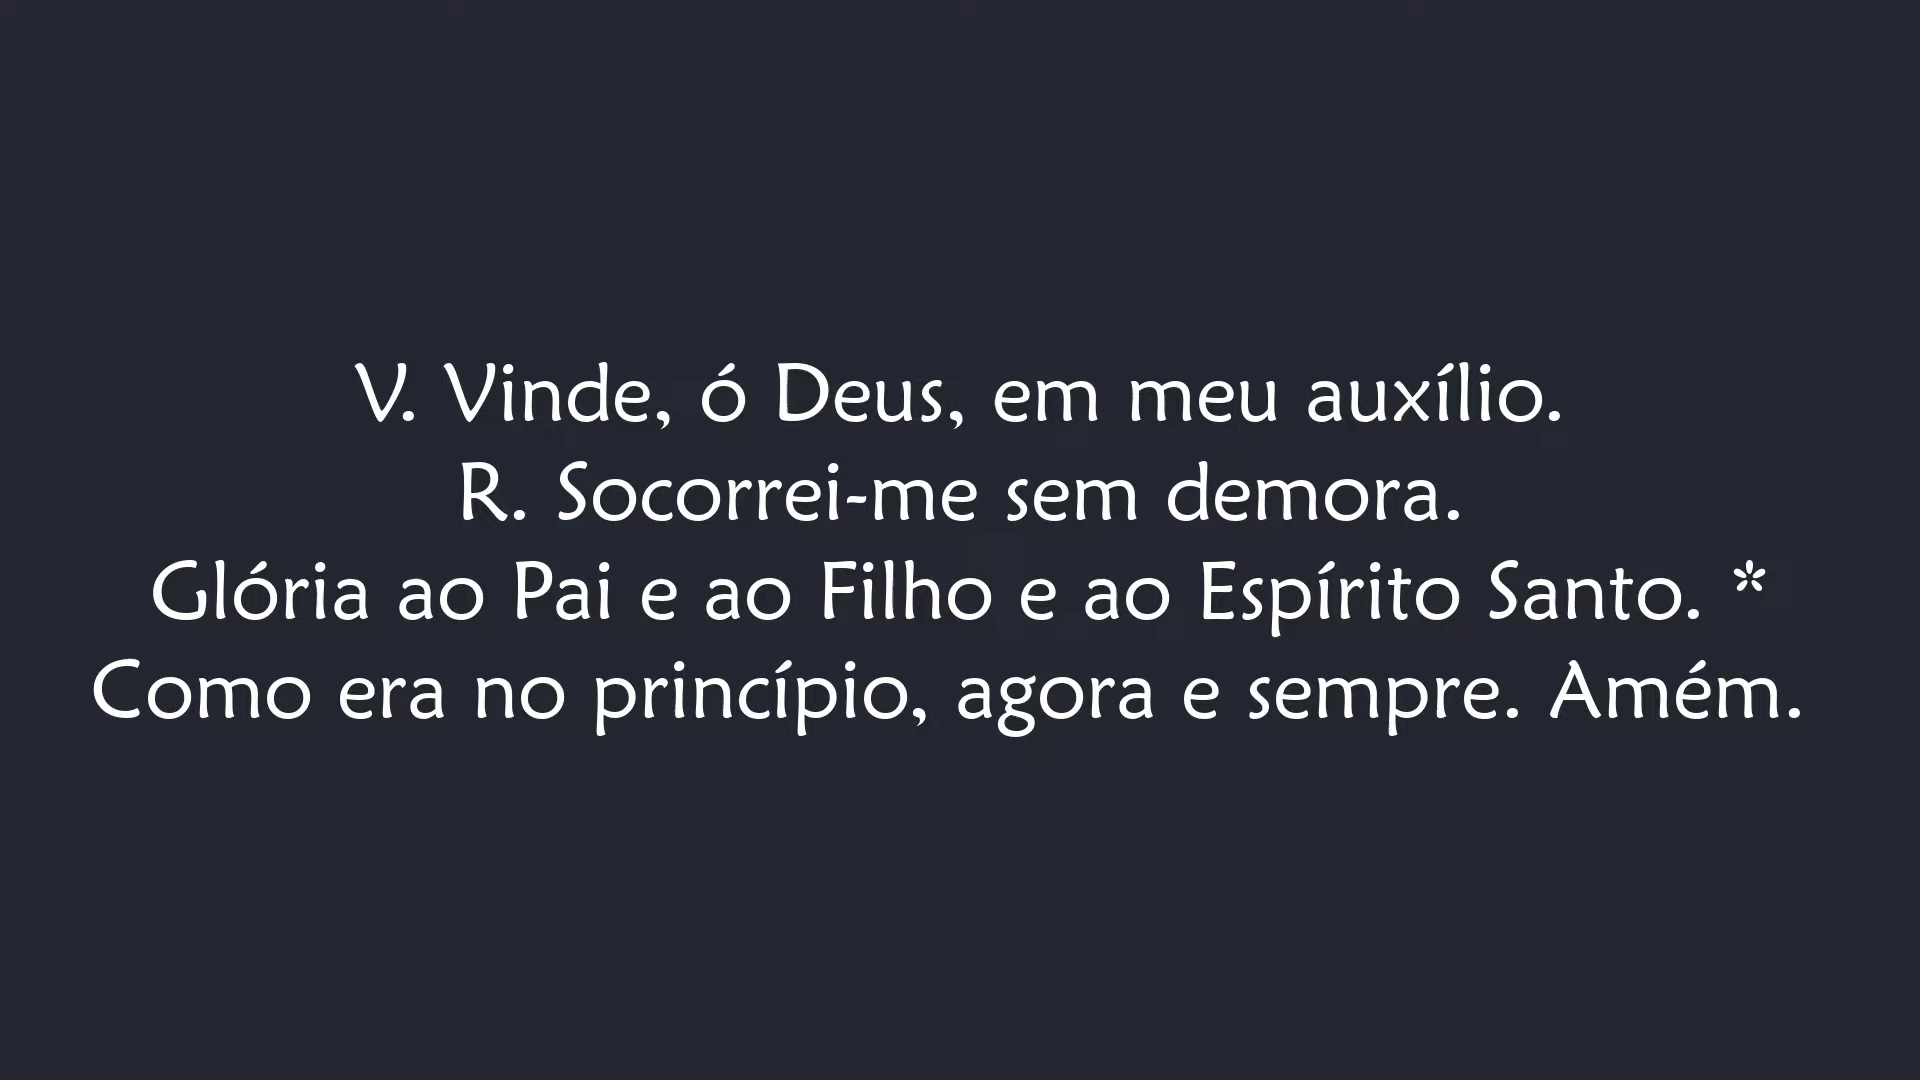 V. Vinde, ó Deus, em meu auxílio.
R. Socorrei-me sem demora.
Glória ao Pai e ao Filho e ao Espírito Santo. *
Como era no princípio, agora e sempre. Amém.